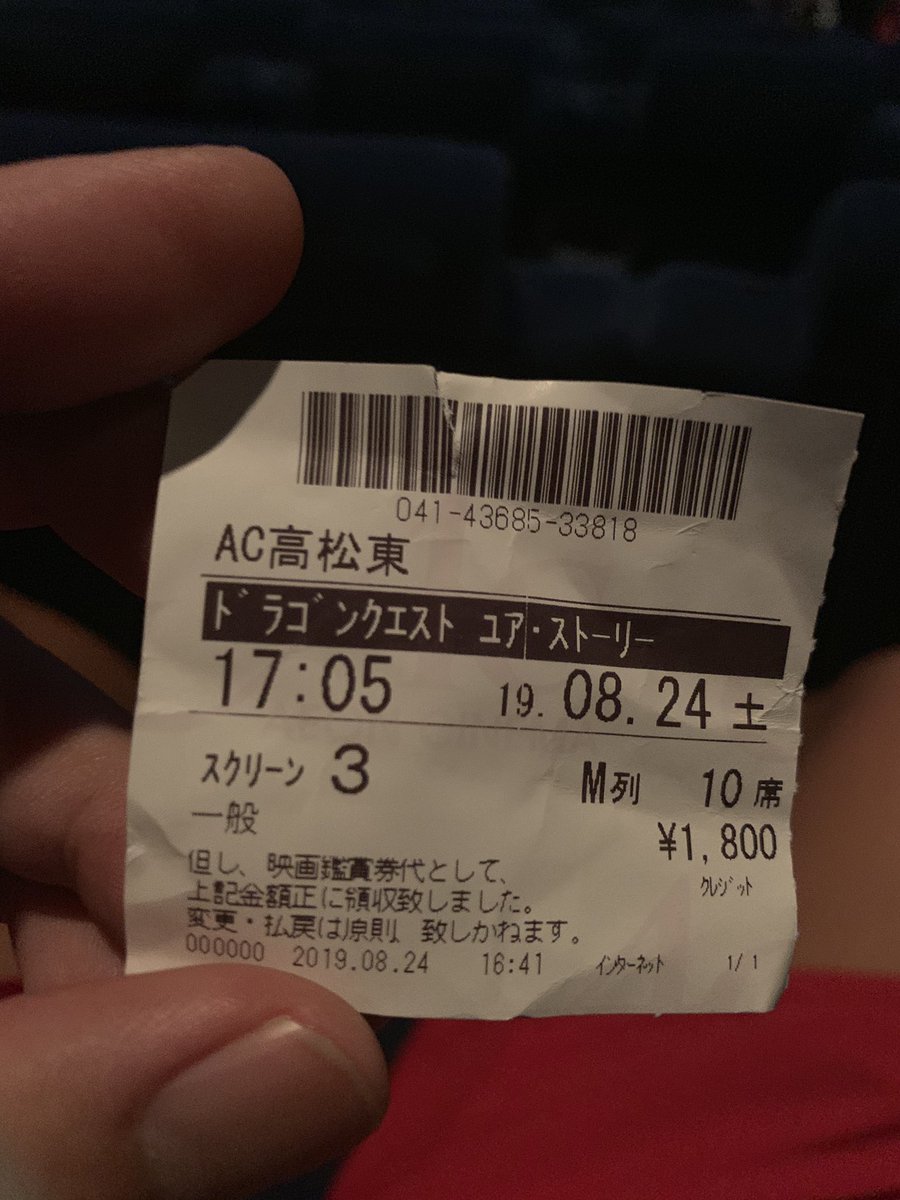 041-43685-33818
AC高松東
ﾄﾞﾗｺﾞﾝｸｴｽﾄ ﾕｱ･ｽﾄｰﾘｰ
17:05 19.08.24 土
ｽｸﾘｰﾝ 3 M列 10席
一般 ¥1,800
ｸﾚｼﾞｯﾄ
但し、映画鑑賞券代として、
上記金額正に領収致しました。
変更・払戻は原則 致しかねます。
000000 2019.08.24 16:41 ｲﾝﾀｰﾈｯﾄ 1/ 1